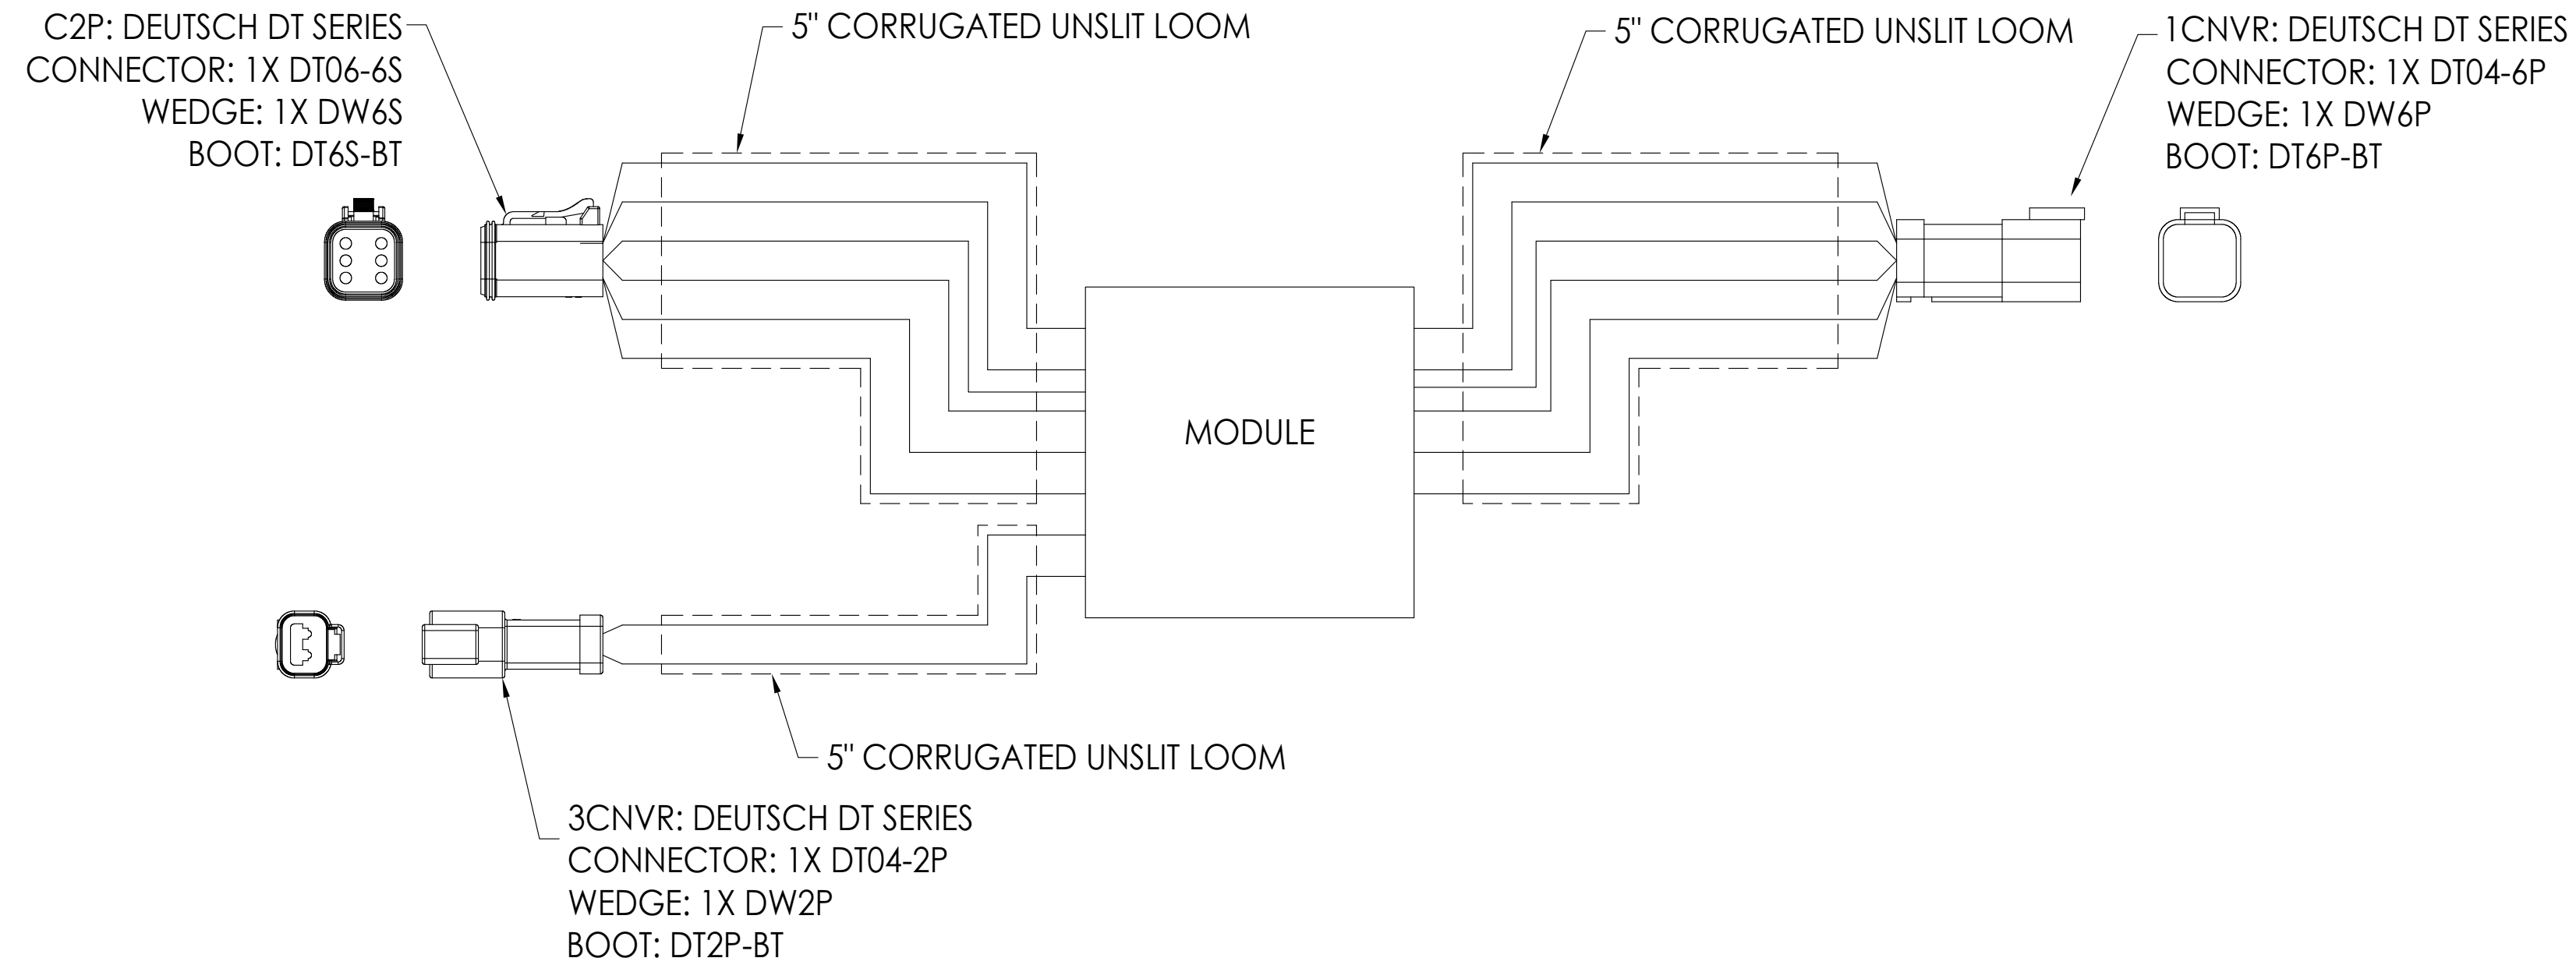 C2P: DEUTSCH DT SERIES
CONNECTOR: 1X DT06-6S
WEDGE: 1X DW6S
BOOT: DT6S-BT
5" CORRUGATED UNSLIT LOOM
5" CORRUGATED UNSLIT LOOM
1CNVR: DEUTSCH DT SERIES
CONNECTOR: 1X DT04-6P
WEDGE: 1X DW6P
BOOT: DT6P-BT
MODULE
5" CORRUGATED UNSLIT LOOM
3CNVR: DEUTSCH DT SERIES
CONNECTOR: 1X DT04-2P
WEDGE: 1X DW2P
BOOT: DT2P-BT